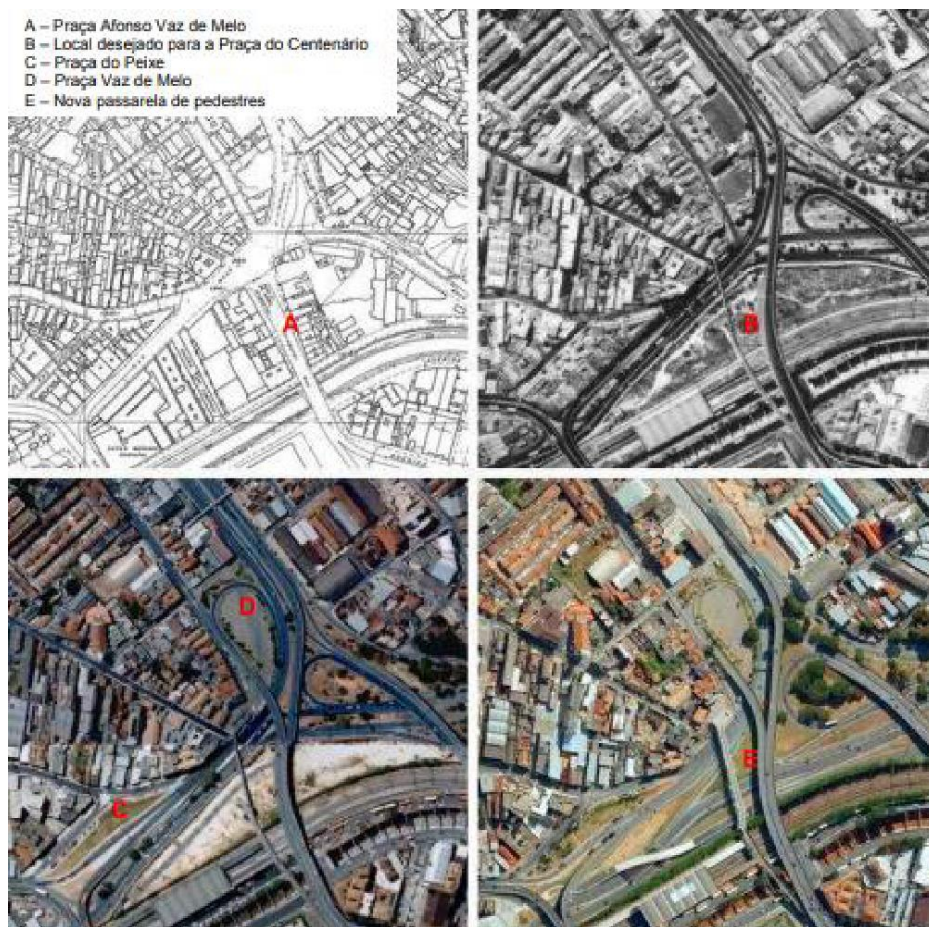 A – Praça Afonso Vaz de Melo
B – Local desejado para a Praça do Centenário
C – Praça do Peixe
D – Praça Vaz de Melo
E – Nova passarela de pedestres
A
B
D
C
E